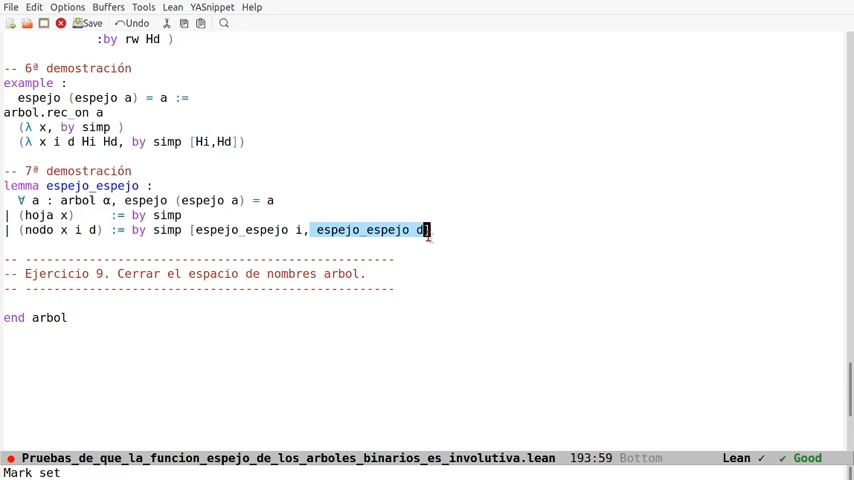 File Edit Options Buffers Tools Lean YASnippet Help
Save Undo
:by rw Hd )
-- 6ª demostración
example :
espejo (espejo a) = a :=
arbol.rec_on a
(λ x, by simp )
(λ x i d Hi Hd, by simp [Hi,Hd])
-- 7ª demostración
lemma espejo_espejo :
∀ a : arbol α, espejo (espejo a) = a
| (hoja x)     := by simp
| (nodo x i d) := by simp [espejo_espejo i, espejo_espejo d]
-- ---------------------------------------------------
-- Ejercicio 9. Cerrar el espacio de nombres arbol.
-- ---------------------------------------------------
end arbol
Pruebas_de_que_la_funcion_espejo_de_los_arboles_binarios_es_involutiva.lean 193:59 Bottom Lean ✓ ✔ Good
Mark set